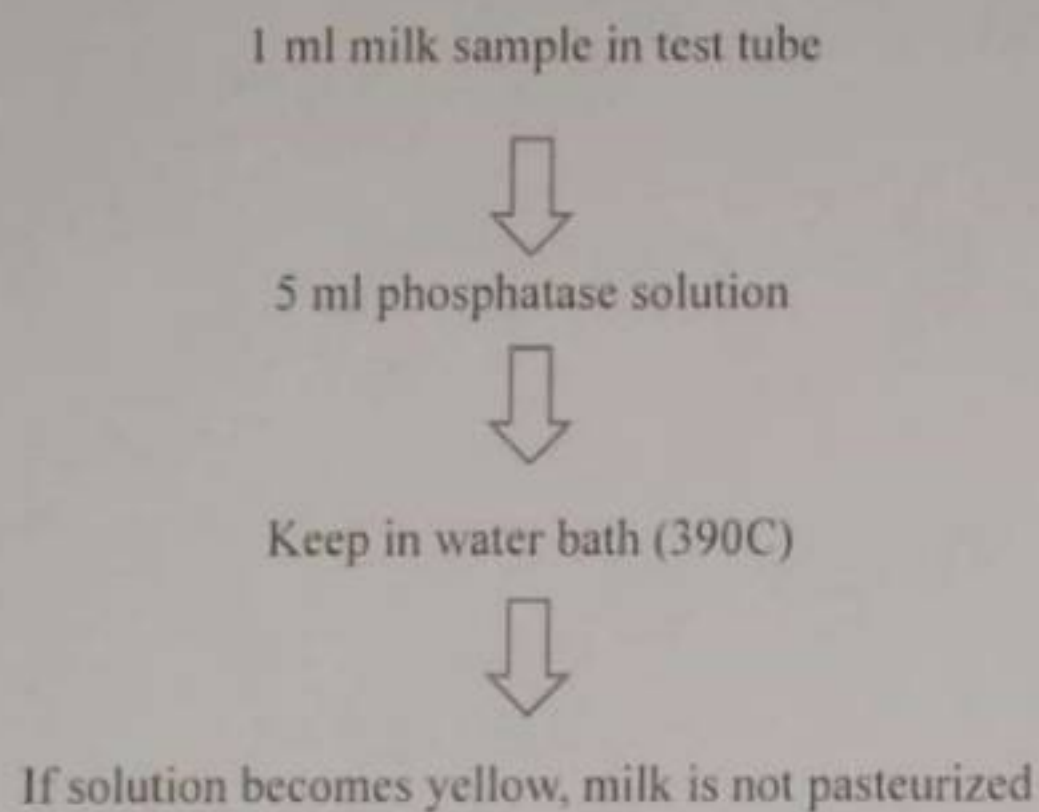 1 ml milk sample in test tube
5 ml phosphatase solution
Keep in water bath (390C)
If solution becomes yellow, milk is not pasteurized